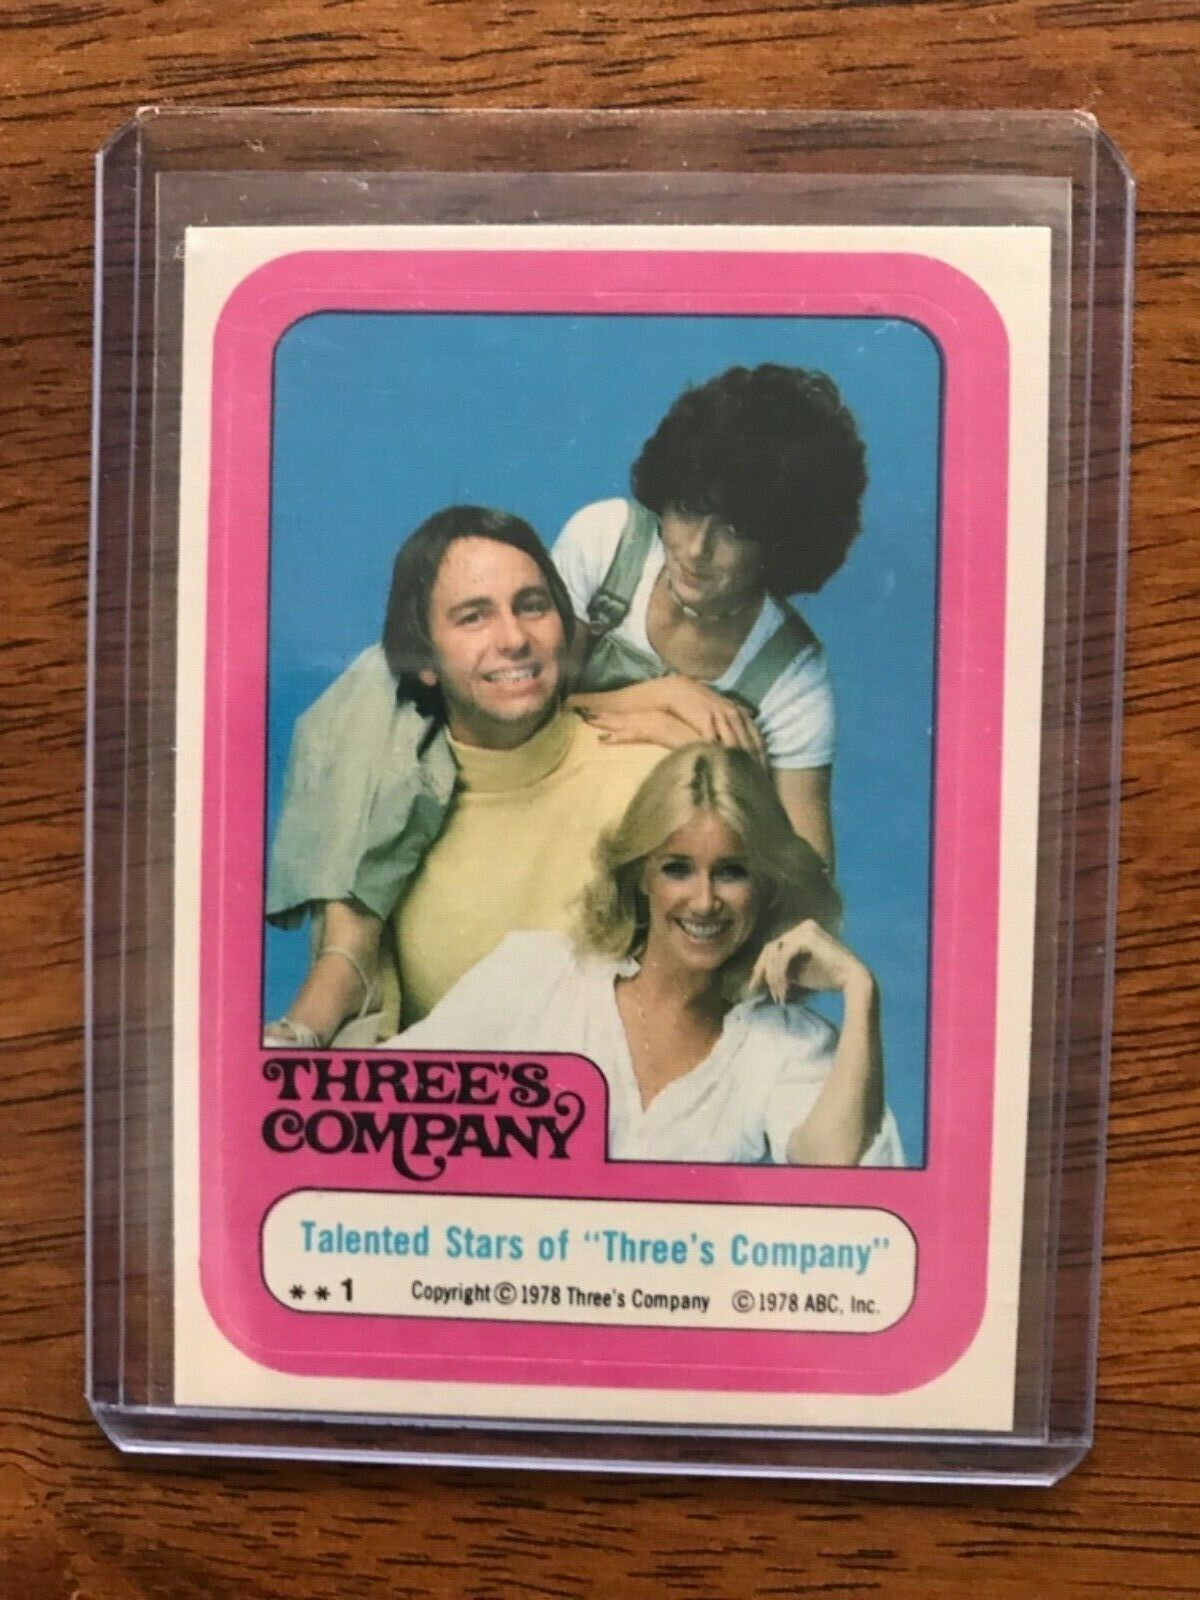 THREE'S
COMPANY
Talented Stars of "Three's Company"
**1 Copyright © 1978 Three's Company © 1978 ABC, Inc.